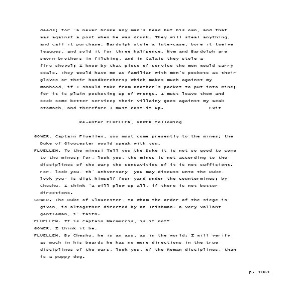 dead; for 'a never broke any man's head but his own, and that
was against a post when he was drunk. They will steal anything,
and call it purchase. Bardolph stole a lute-case, bore it twelve
leagues, and sold it for three halfpence. Nym and Bardolph are
sworn brothers in filching, and in Calais they stole a
fire-shovel; I knew by that piece of service the men would carry
coals. They would have me as familiar with men's pockets as their
gloves or their handkerchers; which makes much against my
manhood, if I should take from another's pocket to put into mine;
for it is plain pocketing up of wrongs. I must leave them and
seek some better service; their villainy goes against my weak
stomach, and therefore I must cast it up. Exit
Re-enter FLUELLEN, GOWER following
GOWER. Captain Fluellen, you must come presently to the mines; the
Duke of Gloucester would speak with you.
FLUELLEN. To the mines! Tell you the Duke it is not so good to come
to the mines; for, look you, the mines is not according to the
disciplines of the war; the concavities of it is not sufficient.
For, look you, th' athversary, you may discuss unto the Duke,
look you, is digt himself four yard under the countermines; by
Cheshu, I think 'a will plow up all, if there is not better
directions.
GOWER. The Duke of Gloucester, to whom the order of the siege is
given, is altogether directed by an Irishman, a very valiant
gentleman, i' faith.
FLUELLEN. It is Captain Macmorris, is it not?
GOWER. I think it be.
FLUELLEN. By Cheshu, he is an ass, as in the world: I will verify
as much in his beard; he has no more directions in the true
disciplines of the wars, look you, of the Roman disciplines, than
is a puppy-dog.